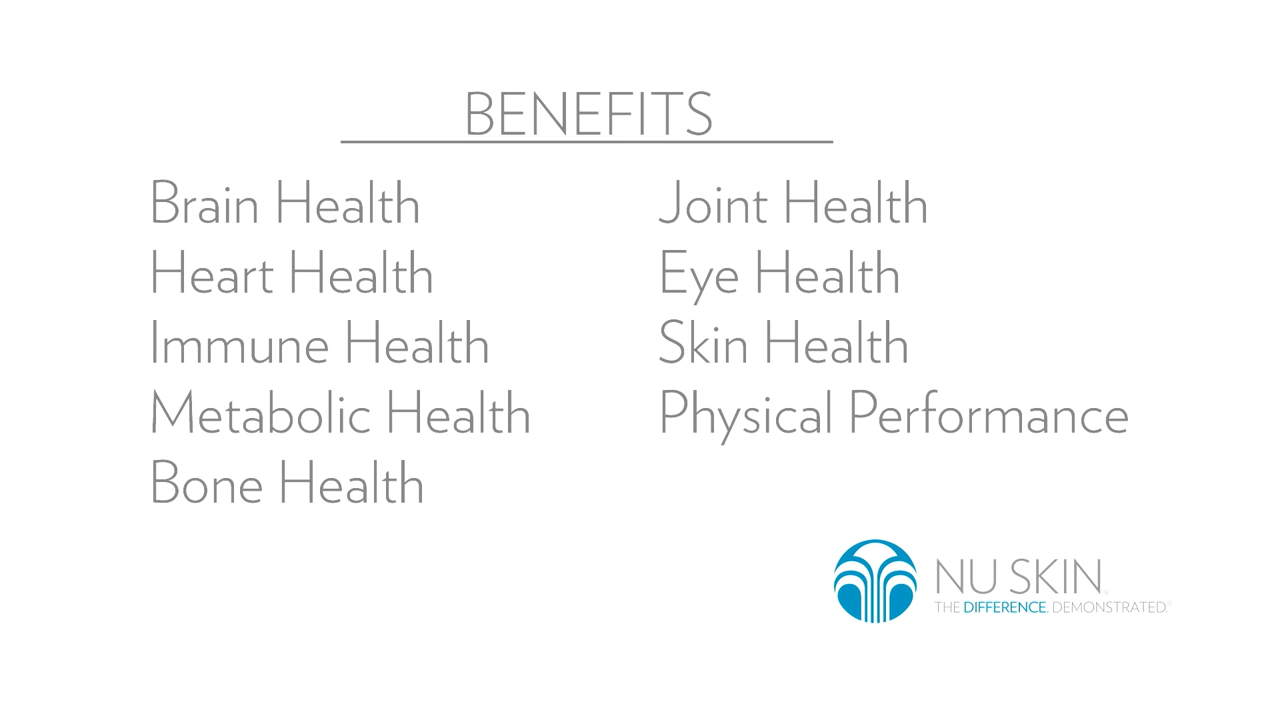 BENEFITS
Brain Health
Heart Health
Immune Health
Metabolic Health
Bone Health
Joint Health
Eye Health
Skin Health
Physical Performance
NU SKIN®
THE DIFFERENCE. DEMONSTRATED.®